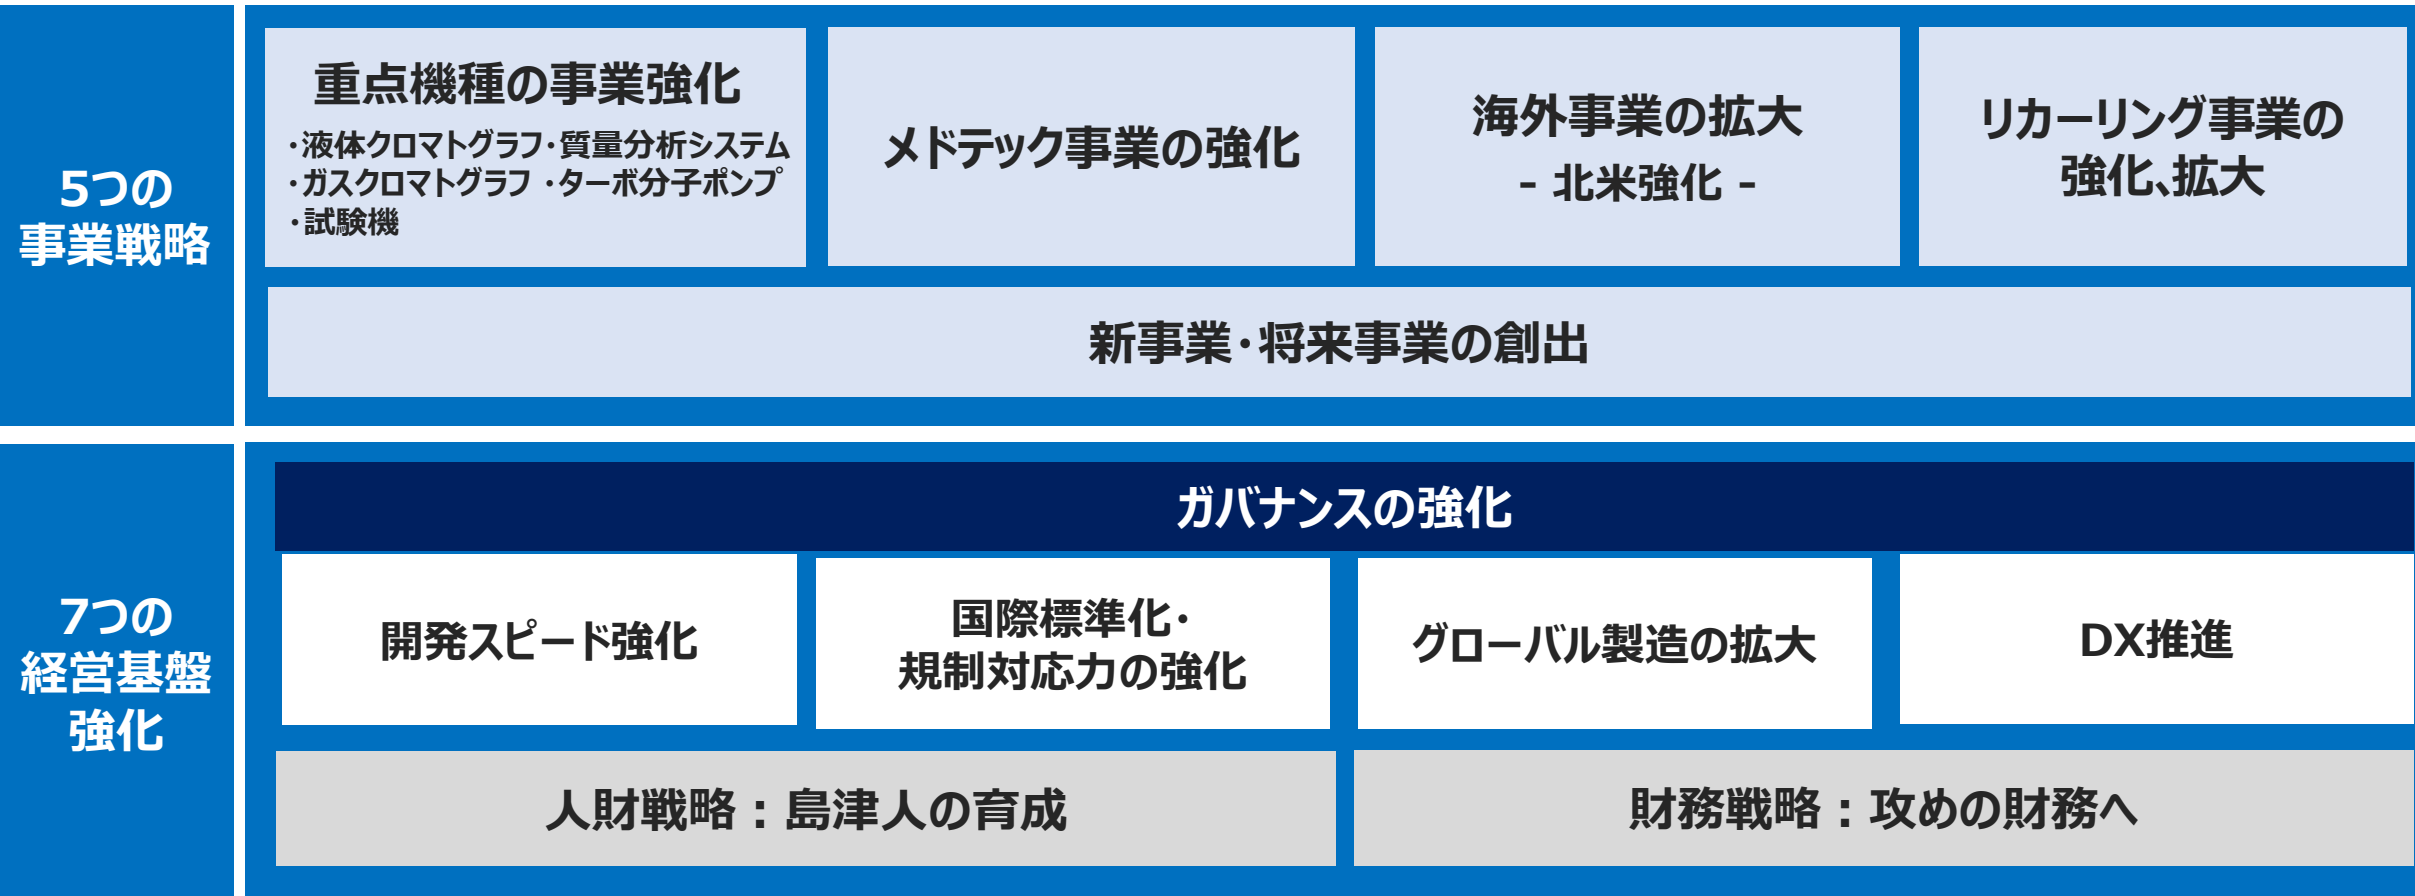 5つの
事業戦略
重点機種の事業強化
・液体クロマトグラフ・質量分析システム
・ガスクロマトグラフ ・ターボ分子ポンプ
・試験機
メドテック事業の強化
海外事業の拡大
- 北米強化 -
リカーリング事業の
強化、拡大
新事業・将来事業の創出
7つの
経営基盤
強化
ガバナンスの強化
開発スピード強化
国際標準化・
規制対応力の強化
グローバル製造の拡大
DX推進
人財戦略：島津人の育成
財務戦略：攻めの財務へ